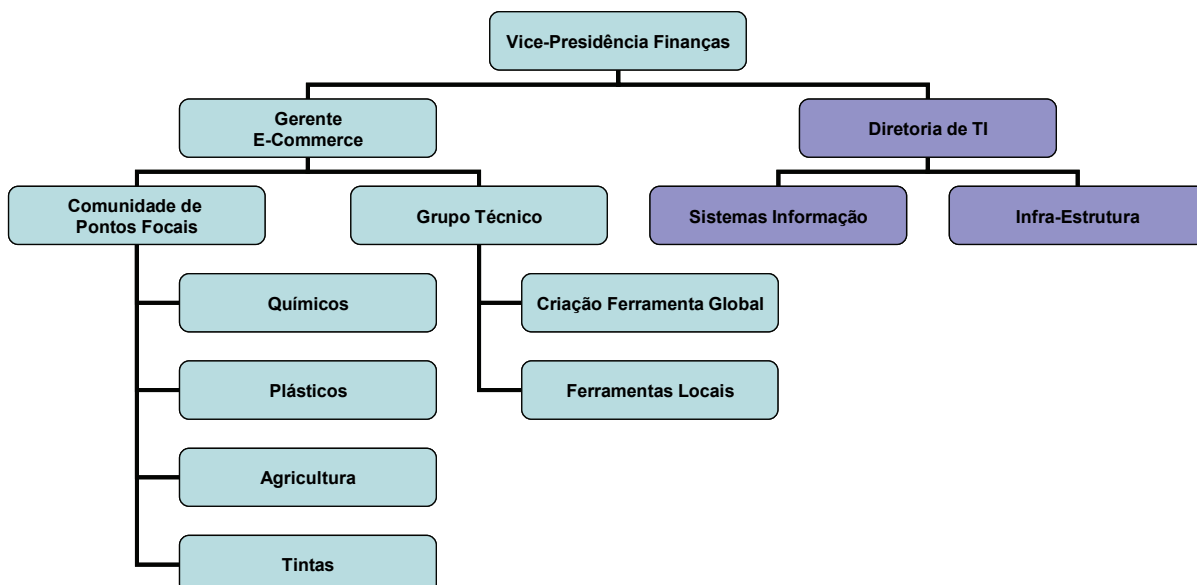 Vice-Presidência Finanças
Gerente
E-Commerce
Diretoria de TI
Comunidade de
Pontos Focais
Grupo Técnico
Sistemas Informação
Infra-Estrutura
Químicos
Criação Ferramenta Global
Plásticos
Ferramentas Locais
Agricultura
Tintas